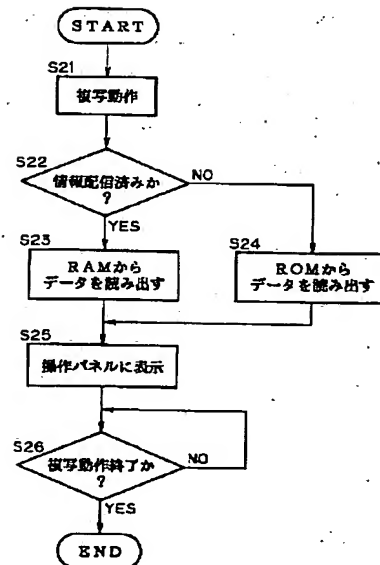 START
S21
複写動作
S22
情報配信済みか
?
NO
YES
S23
RAMから
データを読み出す
S24
ROMから
データを読み出す
S25
操作パネルに表示
S26
複写動作終了か
?
NO
YES
END